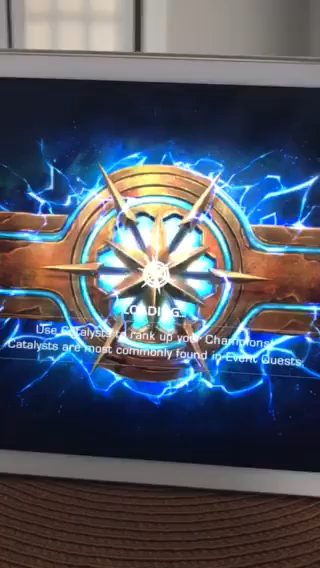 LOADING...
Use Catalysts to rank up your Champions!
Catalysts are most commonly found in Event Quests.